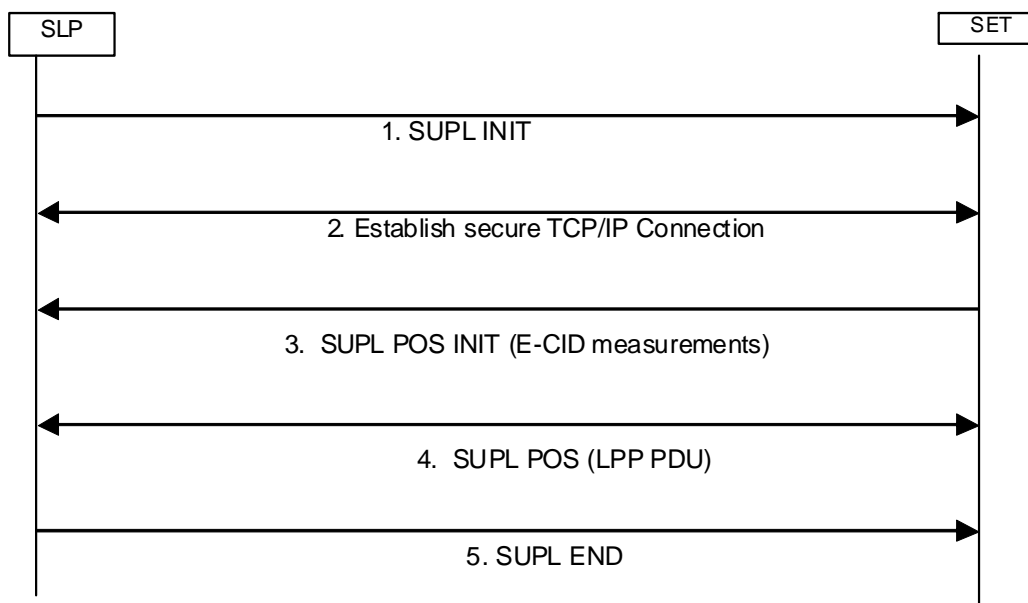 SLP
SET
1. SUPL INIT
2. Establish secure TCP/IP Connection
3. SUPL POS INIT (E-CID measurements)
4. SUPL POS (LPP PDU)
5. SUPL END